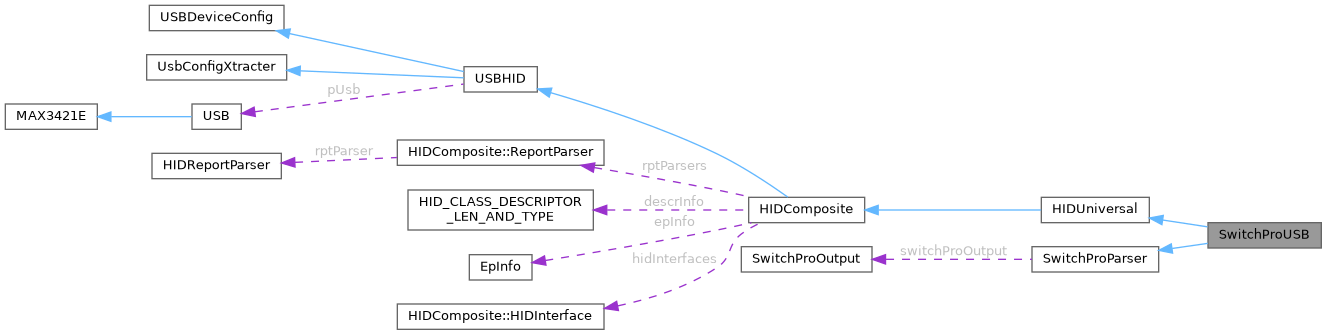 USBDeviceConfig
UsbConfigXtracter
USBHID
pUsb
MAX3421E
USB
HIDComposite::ReportParser
rptParser
HIDReportParser
rptParsers
HID_CLASS_DESCRIPTOR
_LEN_AND_TYPE
descrInfo
HIDComposite
HIDUniversal
epInfo
SwitchProUSB
switchProOutput
hidInterfaces
SwitchProOutput
SwitchProParser
EpInfo
HIDComposite::HIDInterface